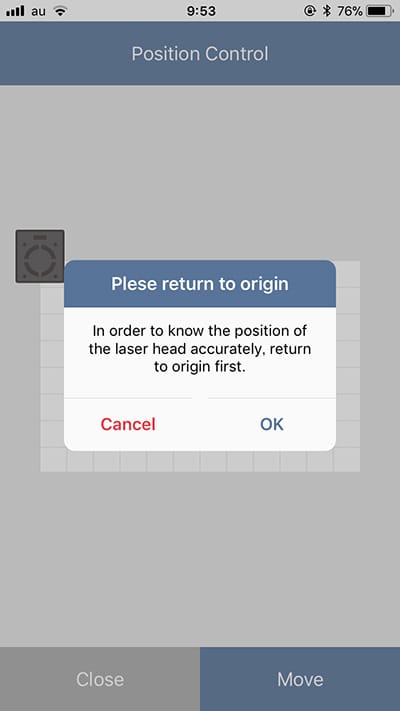 au 9:53 76%
Position Control
Plese return to origin
In order to know the position of
the laser head accurately, return
to origin first.
Cancel OK
Close Move